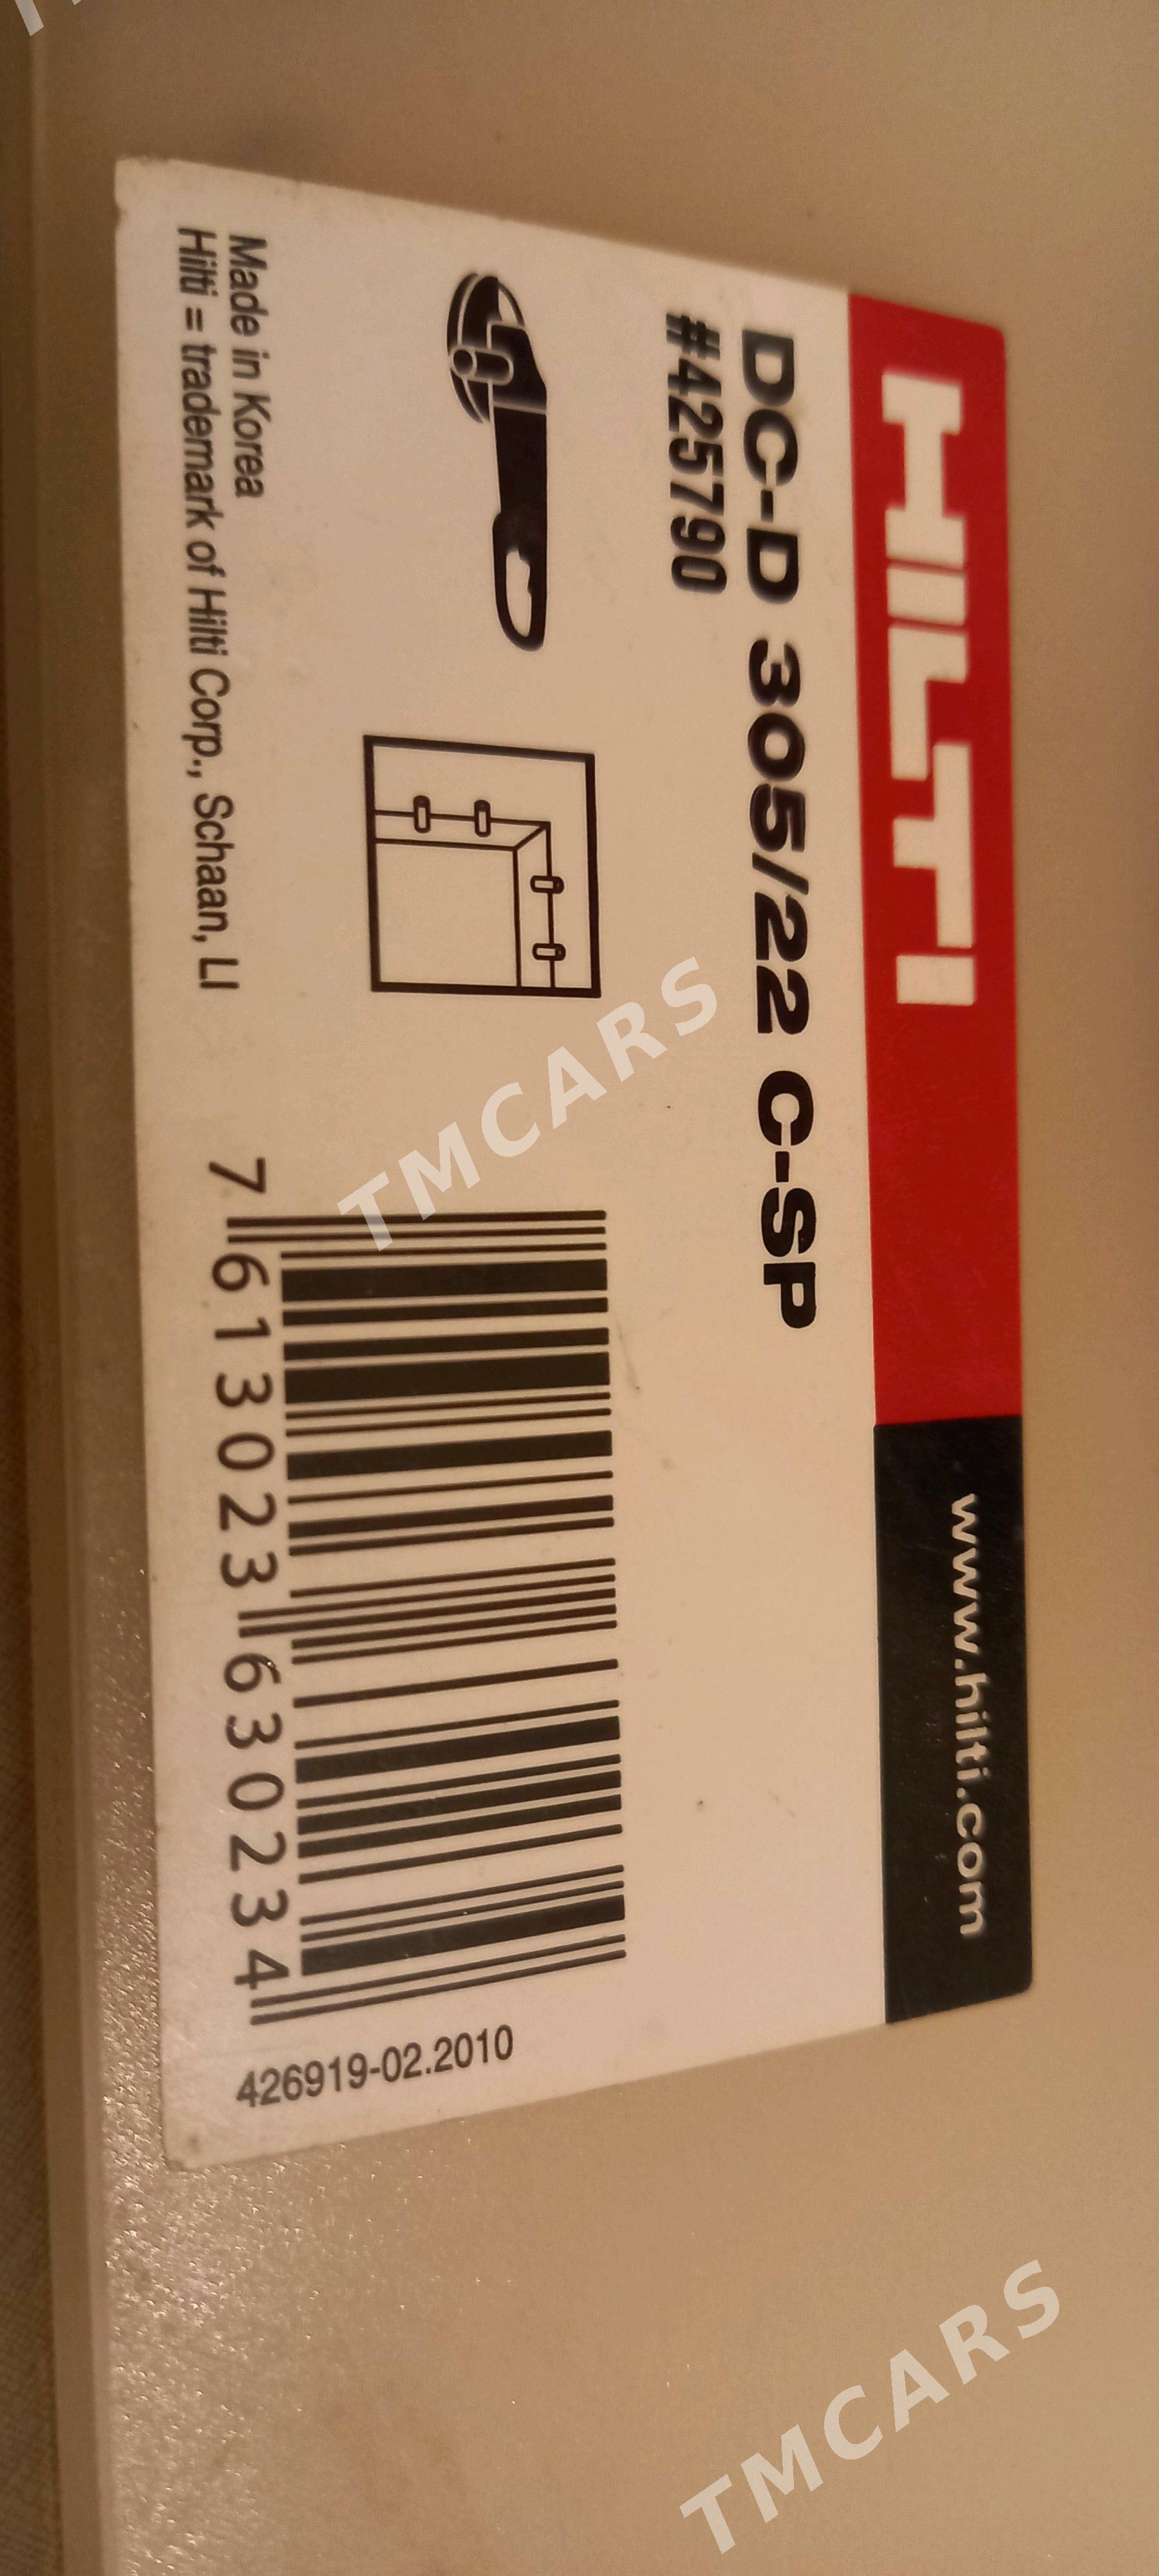 HILTI
www.hilti.com
DC-D 305/22 C-SP
#425790
Made in Korea
Hilti = trademark of Hilti Corp., Schaan, LI
7 613023 630234
426919-02.2010
TMCARS
TMCARS